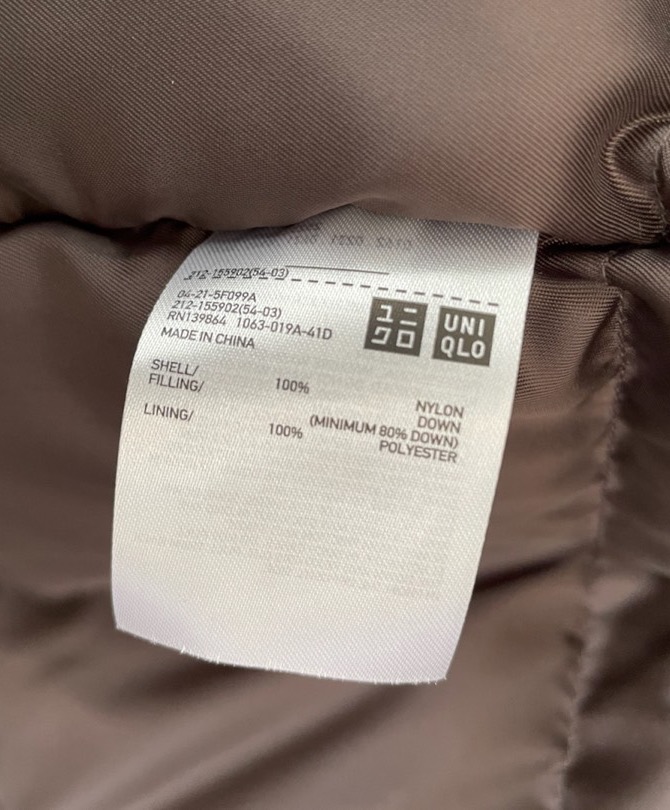 212-155902(54-03)
04-21-5F099A
212-155902(54-03)
RN139864 1063-019A-41D
MADE IN CHINA
ユニ
クロ
UNI
QLO
SHELL/
FILLING/ 100% NYLON
DOWN
(MINIMUM 80% DOWN)
LINING/ 100% POLYESTER